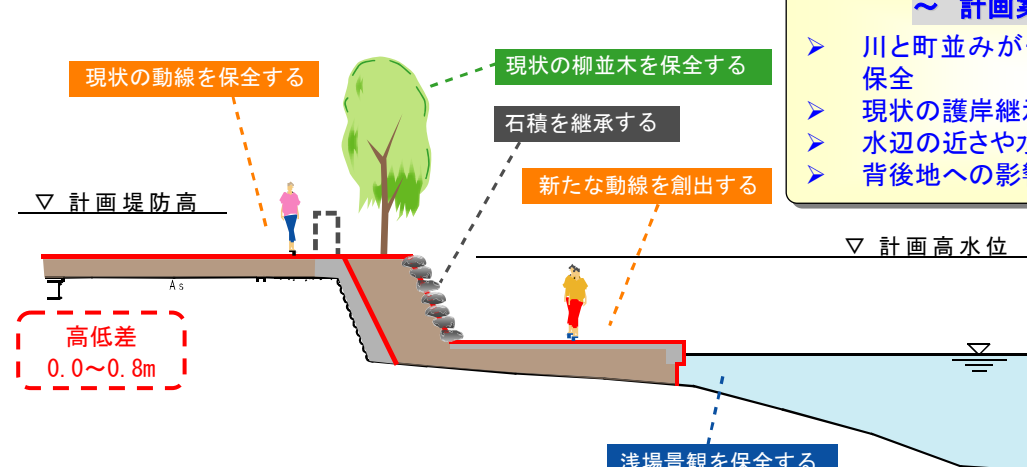 ～ 計画
川と町並みが
保全
現状の護岸継
水辺の近さや
背後地への影
現状の動線を保全する
現状の柳並木を保全する
石積を継承する
新たな動線を創出する
▽ 計画堤防高
▽ 計画高水位
As
高低差
0.0～0.8m
浅場景観を保全する